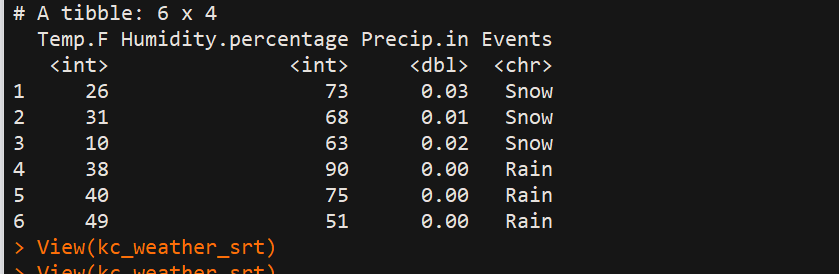 # A tibble: 6 x 4
Temp.F Humidity.percentage Precip.in Events
<int> <int> <dbl> <chr>
1 26 73 0.03 Snow
2 31 68 0.01 Snow
3 10 63 0.02 Snow
4 38 90 0.00 Rain
5 40 75 0.00 Rain
6 49 51 0.00 Rain
> View(kc_weather_srt)
> View(kc_weather_srt)